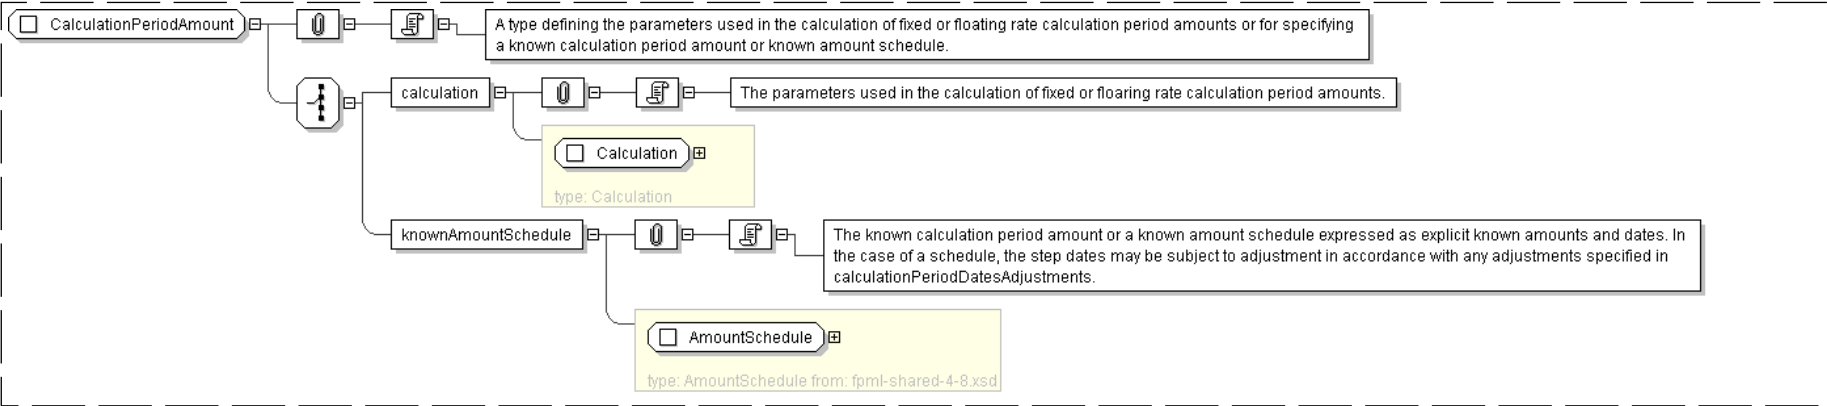 CalculationPeriodAmount
A type defining the parameters used in the calculation of fixed or floating rate calculation period amounts or for specifying
a known calculation period amount or known amount schedule.
calculation
The parameters used in the calculation of fixed or floaring rate calculation period amounts.
Calculation
type: Calculation
knownAmountSchedule
The known calculation period amount or a known amount schedule expressed as explicit known amounts and dates. In
the case of a schedule, the step dates may be subject to adjustment in accordance with any adjustments specified in
calculationPeriodDatesAdjustments.
AmountSchedule
type: AmountSchedule from: fpml-shared-4-8.xsd